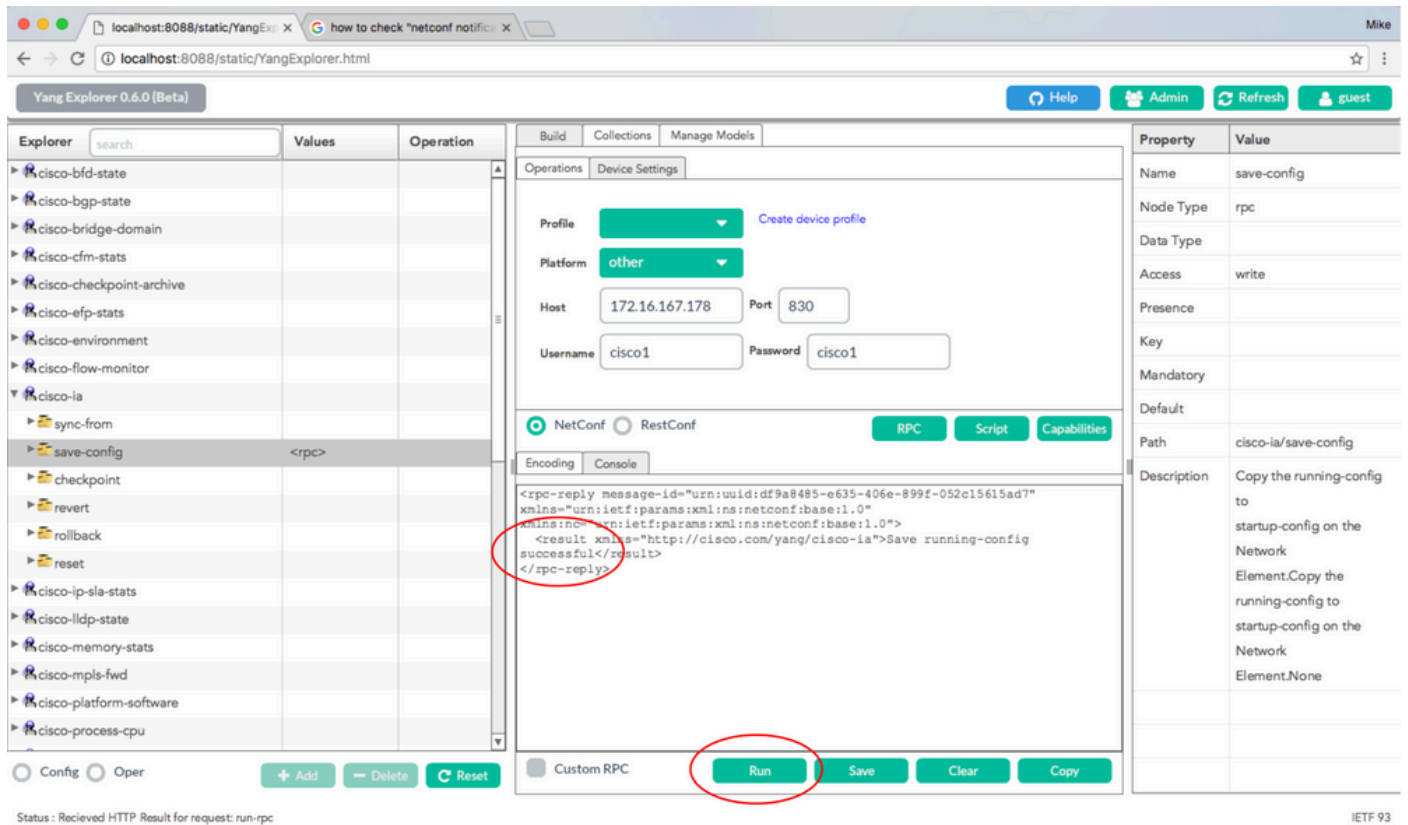 localhost:8088/static/YangExp
how to check "netconf notifica
Mike
localhost:8088/static/YangExplorer.html
Yang Explorer 0.6.0 (Beta)
Help
Admin
Refresh
guest
Explorer
search
Values
Operation
cisco-bfd-state
cisco-bgp-state
cisco-bridge-domain
cisco-cfm-stats
cisco-checkpoint-archive
cisco-efp-stats
cisco-environment
cisco-flow-monitor
cisco-ia
sync-from
save-config <rpc>
checkpoint
revert
rollback
reset
cisco-ip-sla-stats
cisco-lldp-state
cisco-memory-stats
cisco-mpls-fwd
cisco-platform-software
cisco-process-cpu
Config
Oper
Add
Delete
Reset
Build
Collections
Manage Models
Operations
Device Settings
Profile
Create device profile
Platform other
Host 172.16.167.178 Port 830
Username cisco1 Password cisco1
NetConf
RestConf
RPC
Script
Capabilities
Encoding
Console
<rpc-reply message-id="urn:uuid:df9a8485-e635-406e-899f-052c15615ad7"
xmlns="urn:ietf:params:xml:ns:netconf:base:1.0"
xmlns:nc="urn:ietf:params:xml:ns:netconf:base:1.0">
<result xmlns="http://cisco.com/yang/cisco-ia">Save running-config
successful</result>
</rpc-reply>
Custom RPC
Run
Save
Clear
Copy
Property Value
Name save-config
Node Type rpc
Data Type
Access write
Presence
Key
Mandatory
Default
Path cisco-ia/save-config
Description Copy the running-config
to
startup-config on the
Network
Element.Copy the
running-config to
startup-config on the
Network
Element.None
Status : Recieved HTTP Result for request: run-rpc
IETF 93